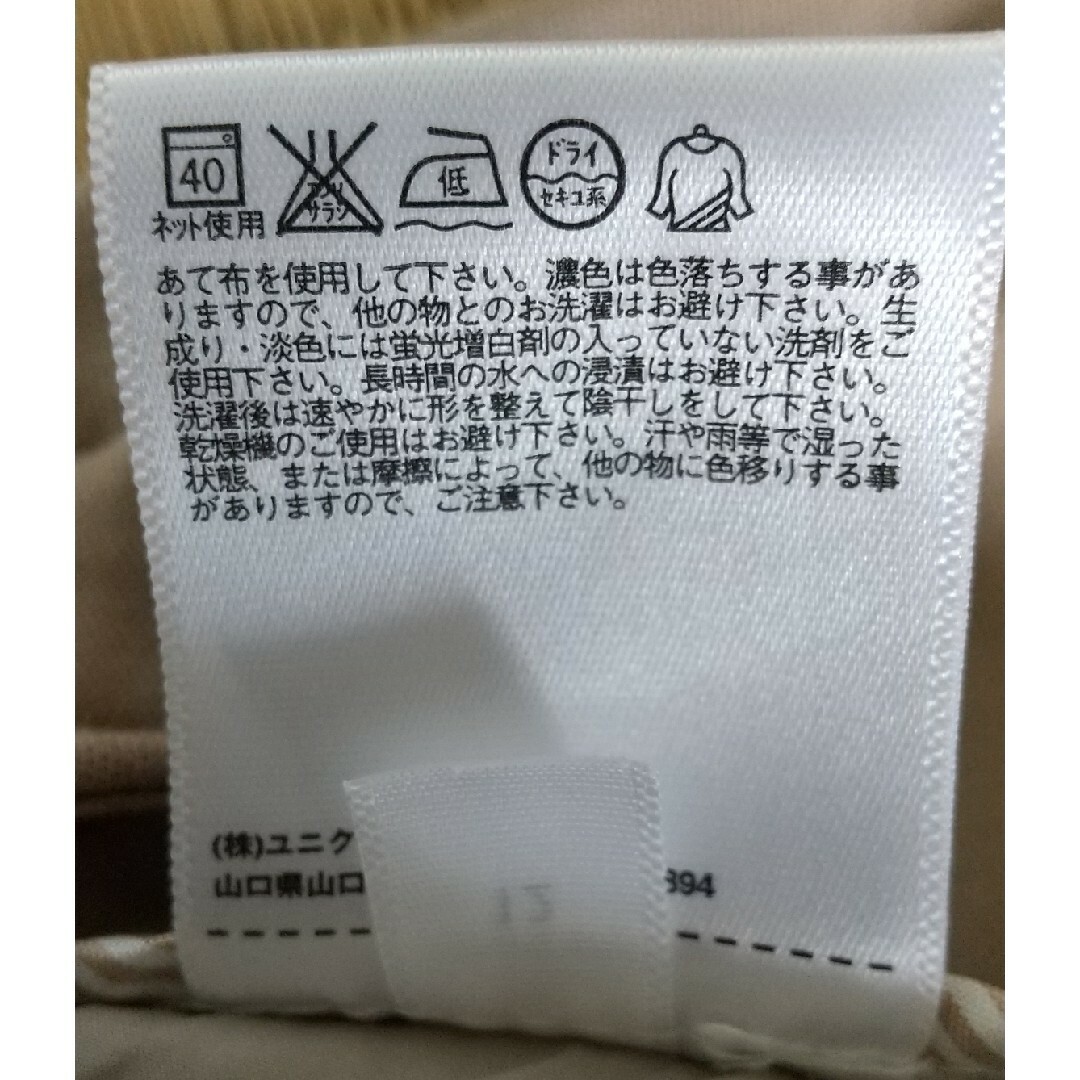 40
ネット使用
エンソ
サラシ
低
ドライ
セキユ系
あて布を使用して下さい。濃色は色落ちする事があ
りますので、他の物とのお洗濯はお避け下さい。生
成り・淡色には蛍光増白剤の入っていない洗剤をご
使用下さい。長時間の水への浸漬はお避け下さい。
洗濯後は速やかに形を整えて陰干しをして下さい。
乾燥機のご使用はお避け下さい。汗や雨等で湿った
状態、または摩擦によって、他の物に色移りする事
がありますので、ご注意下さい。
(株)ユニク
山口県山口 894